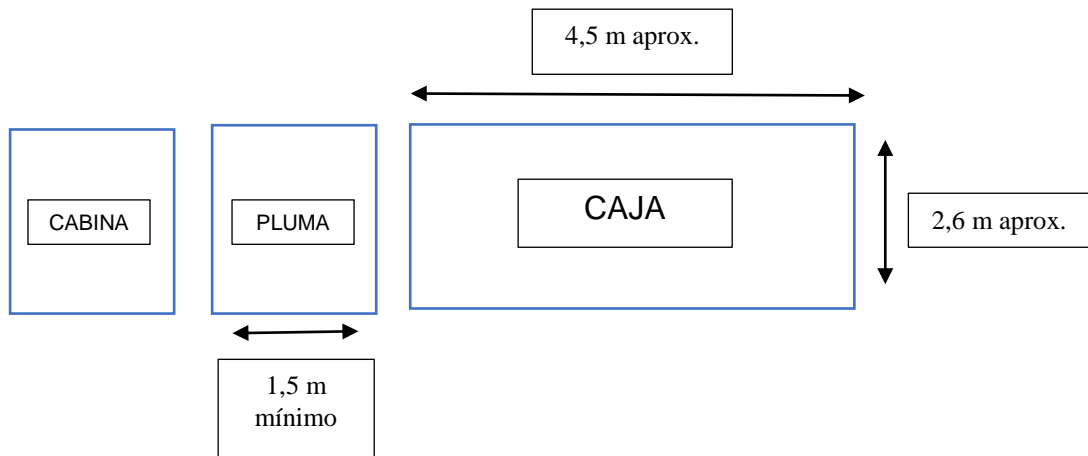 4,5 m aprox.
CABINA
PLUMA
CAJA
2,6 m aprox.
1,5 m
mínimo